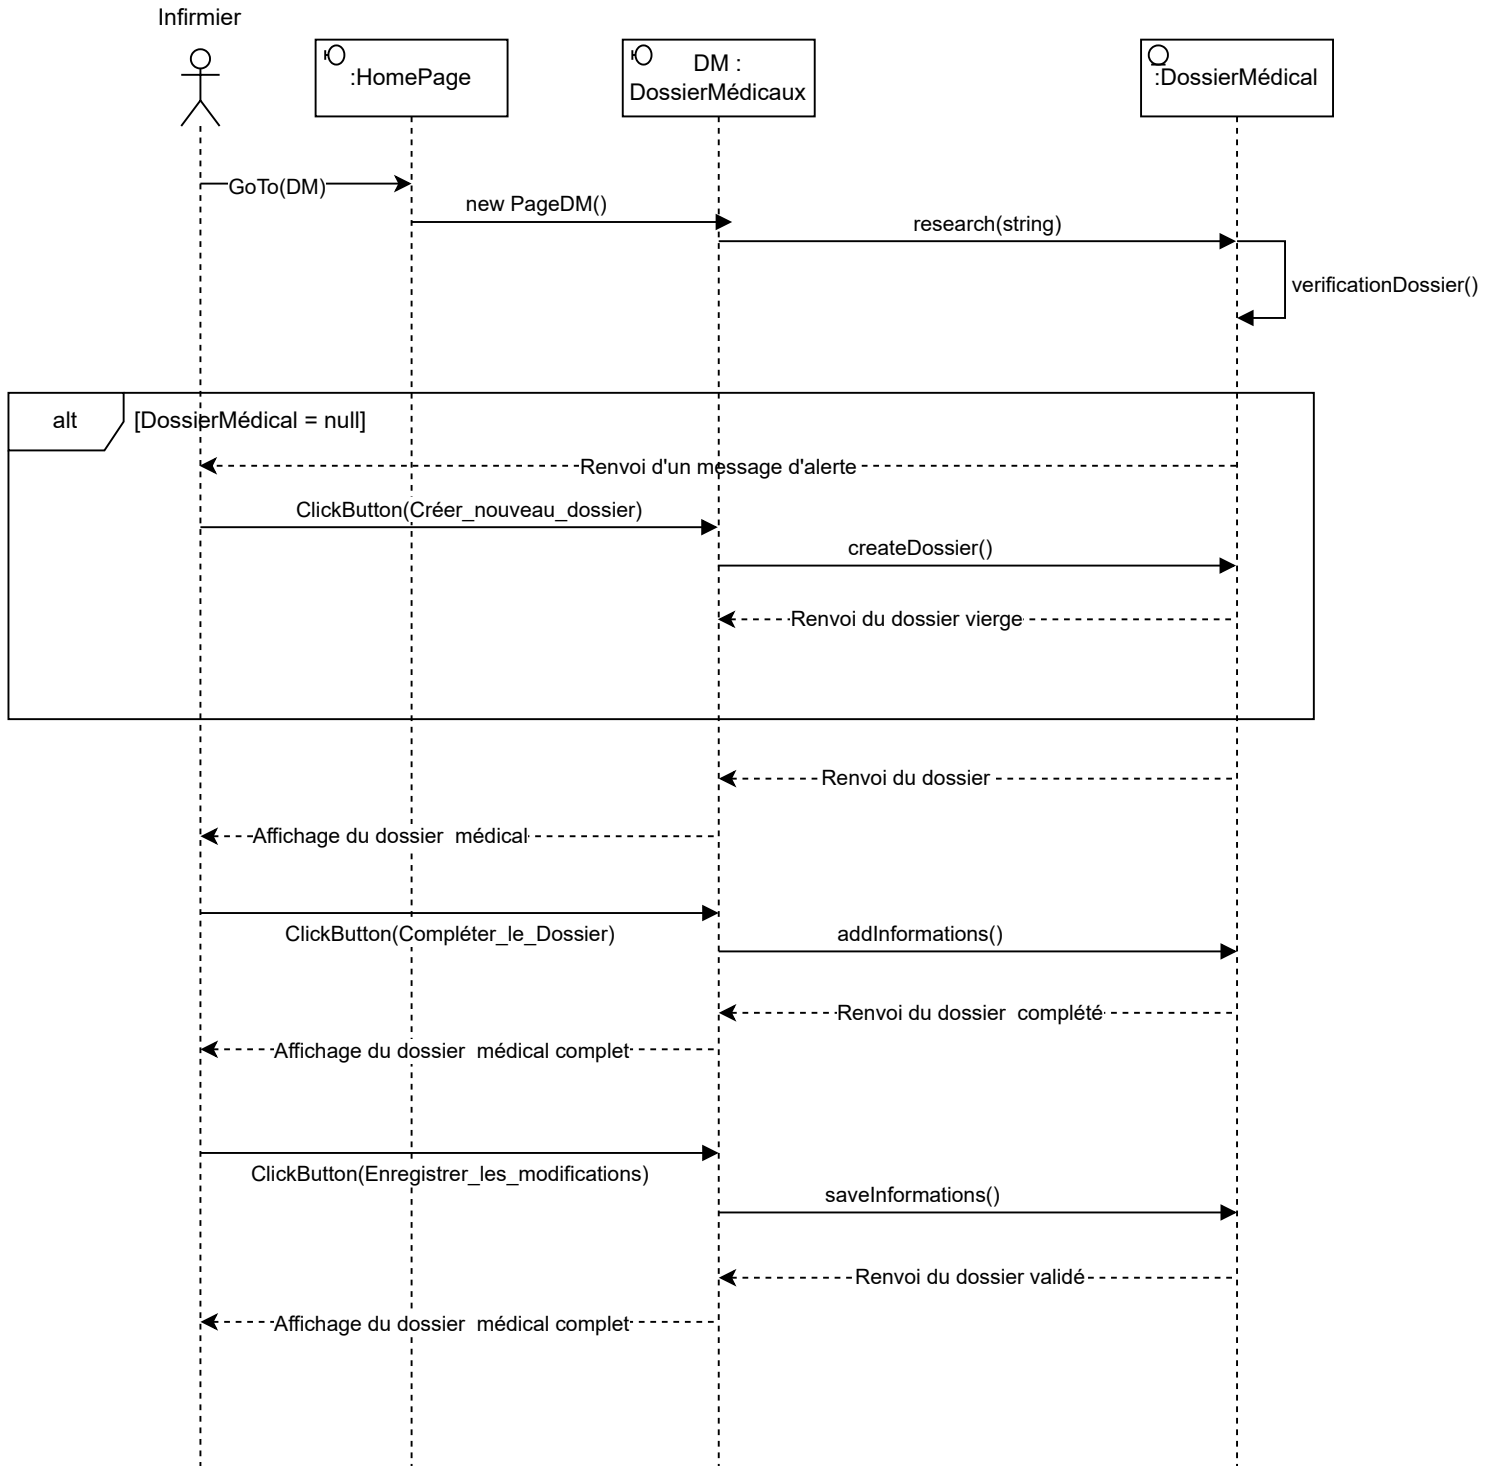 Infirmier
:HomePage
DM :
DossierMédicaux
:DossierMédical
GoTo(DM)
new PageDM()
research(string)
verificationDossier()
alt
[DossierMédical = null]
Renvoi d'un message d'alerte
ClickButton(Créer_nouveau_dossier)
createDossier()
Renvoi du dossier vierge
Renvoi du dossier
Affichage du dossier  médical
ClickButton(Compléter_le_Dossier)
addInformations()
Renvoi du dossier  complété
Affichage du dossier  médical complet
ClickButton(Enregistrer_les_modifications)
saveInformations()
Renvoi du dossier validé
Affichage du dossier  médical complet